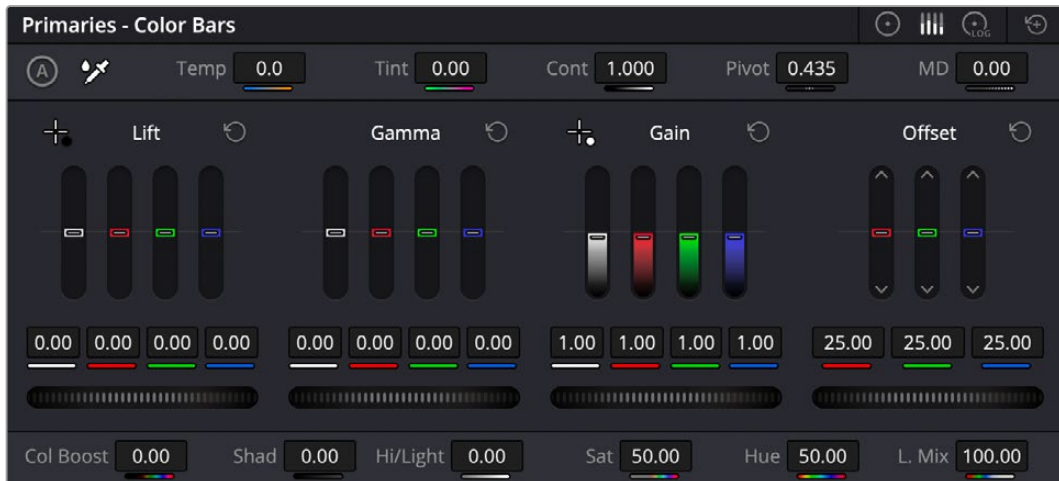 Primaries - Color Bars
LOG
A Temp 0.0 Tint 0.00 Cont 1.000 Pivot 0.435 MD 0.00
Lift Gamma Gain Offset
0.00 0.00 0.00 0.00 0.00 0.00 0.00 0.00 1.00 1.00 1.00 1.00 25.00 25.00 25.00
Col Boost 0.00 Shad 0.00 Hi/Light 0.00 Sat 50.00 Hue 50.00 L. Mix 100.00